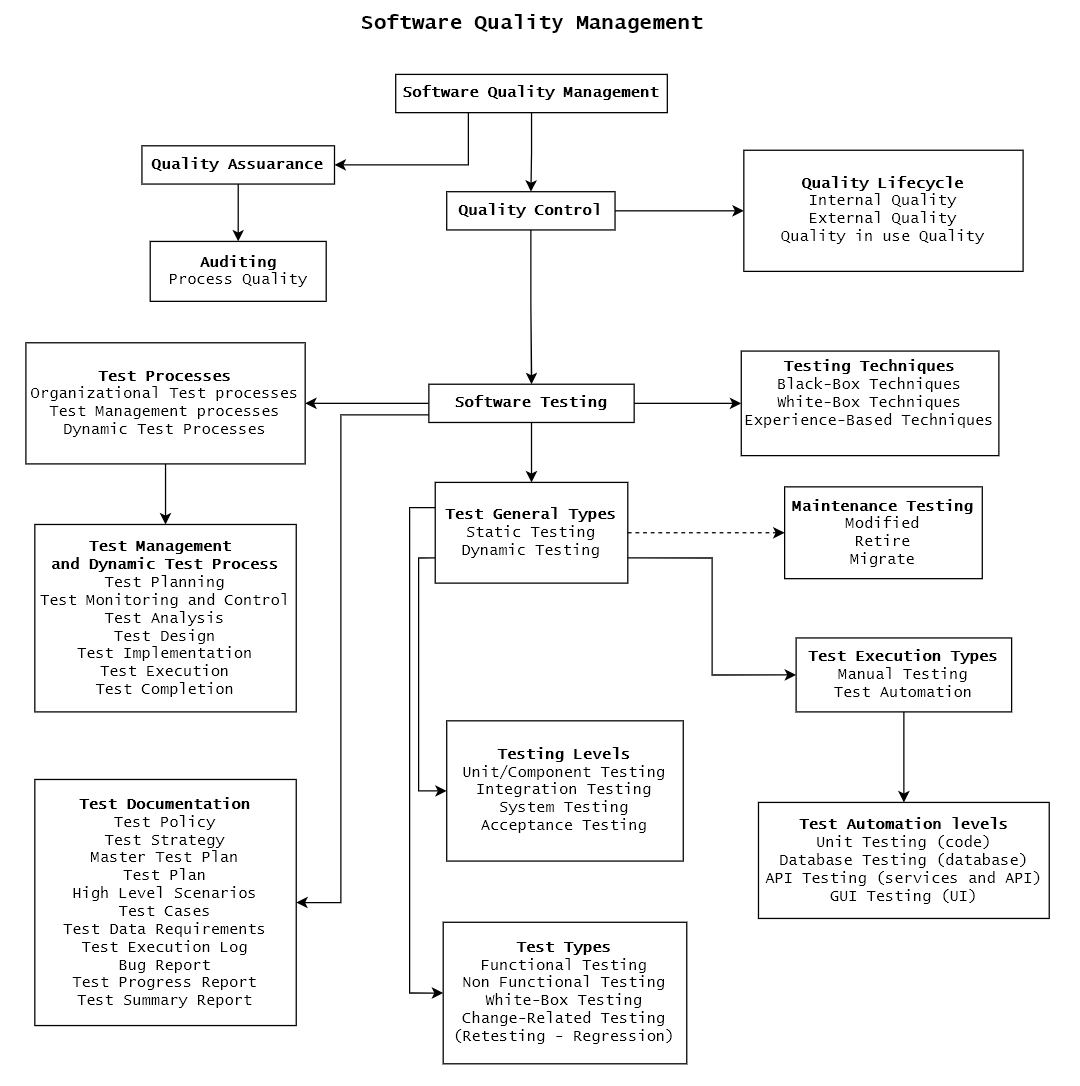 Software Quality Management
Software Quality Management
Quality Assuarance
Quality Control
Quality Lifecycle
Internal Quality
External Quality
Quality in use Quality
Auditing
Process Quality
Test Processes
Organizational Test processes
Test Management processes
Dynamic Test Processes
Software Testing
Testing Techniques
Black-Box Techniques
White-Box Techniques
Experience-Based Techniques
Test General Types
Static Testing
Dynamic Testing
Maintenance Testing
Modified
Retire
Migrate
Test Management
and Dynamic Test Process
Test Planning
Test Monitoring and Control
Test Analysis
Test Design
Test Implementation
Test Execution
Test Completion
Test Execution Types
Manual Testing
Test Automation
Testing Levels
Unit/Component Testing
Integration Testing
System Testing
Acceptance Testing
Test Documentation
Test Policy
Test Strategy
Master Test Plan
Test Plan
High Level Scenarios
Test Cases
Test Data Requirements
Test Execution Log
Bug Report
Test Progress Report
Test Summary Report
Test Automation levels
Unit Testing (code)
Database Testing (database)
API Testing (services and API)
GUI Testing (UI)
Test Types
Functional Testing
Non Functional Testing
White-Box Testing
Change-Related Testing
(Retesting - Regression)